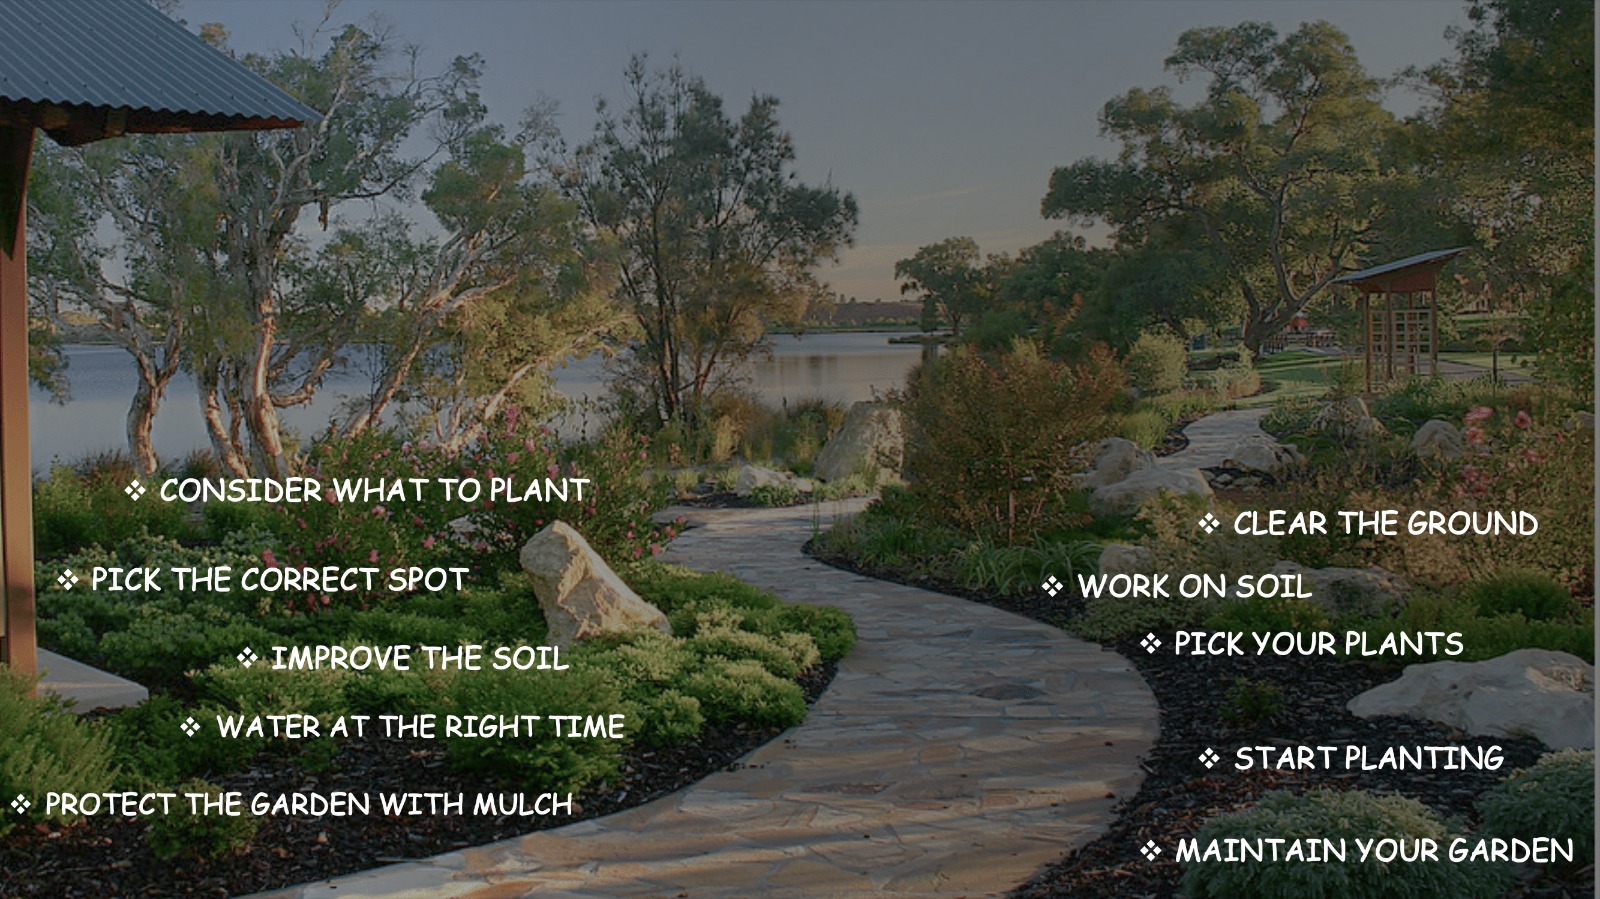 ❖ CONSIDER WHAT TO PLANT
❖ PICK THE CORRECT SPOT
❖ IMPROVE THE SOIL
❖ WATER AT THE RIGHT TIME
❖ PROTECT THE GARDEN WITH MULCH
❖ CLEAR THE GROUND
❖ WORK ON SOIL
❖ PICK YOUR PLANTS
❖ START PLANTING
❖ MAINTAIN YOUR GARDEN